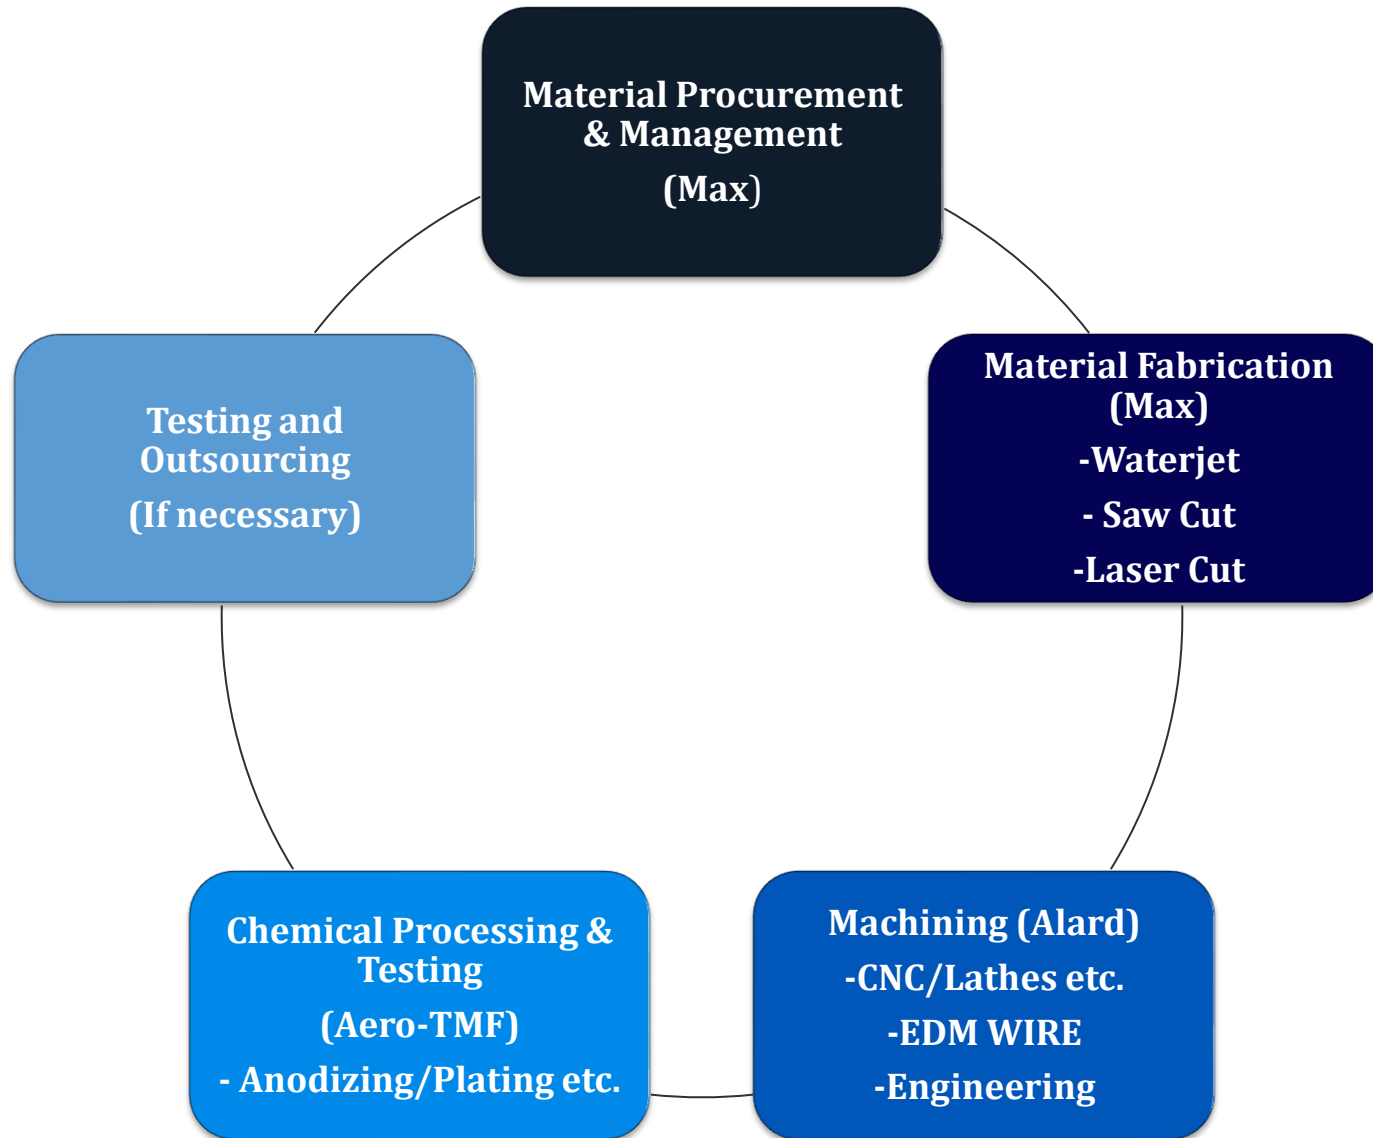 Material Procurement
& Management
(Max)
Material Fabrication
(Max)
-Waterjet
- Saw Cut
-Laser Cut
Machining (Alard)
-CNC/Lathes etc.
-EDM WIRE
-Engineering
Chemical Processing &
Testing
(Aero-TMF)
- Anodizing/Plating etc.
Testing and
Outsourcing
(If necessary)